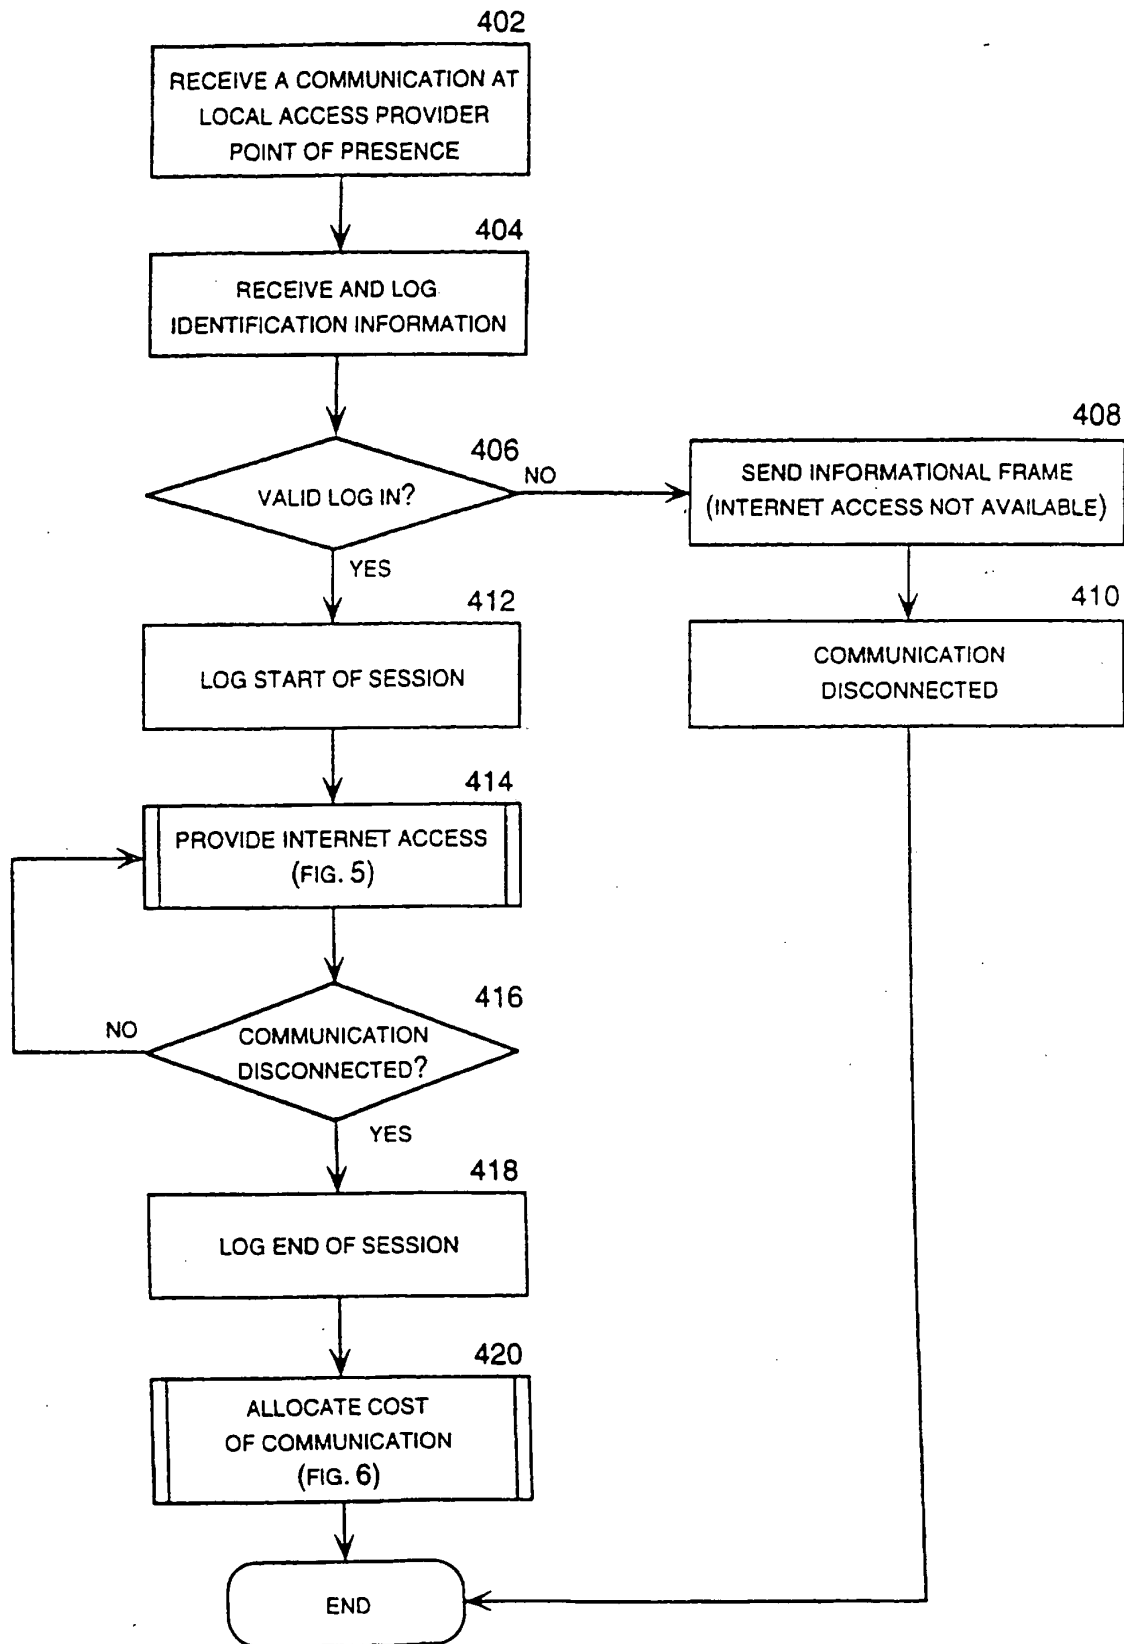 402
RECEIVE A COMMUNICATION AT
LOCAL ACCESS PROVIDER
POINT OF PRESENCE
404
RECEIVE AND LOG
IDENTIFICATION INFORMATION
406
VALID LOG IN?
NO
YES
408
SEND INFORMATIONAL FRAME
(INTERNET ACCESS NOT AVAILABLE)
410
COMMUNICATION
DISCONNECTED
412
LOG START OF SESSION
414
PROVIDE INTERNET ACCESS
(FIG. 5)
416
COMMUNICATION
DISCONNECTED?
NO
YES
418
LOG END OF SESSION
420
ALLOCATE COST
OF COMMUNICATION
(FIG. 6)
END